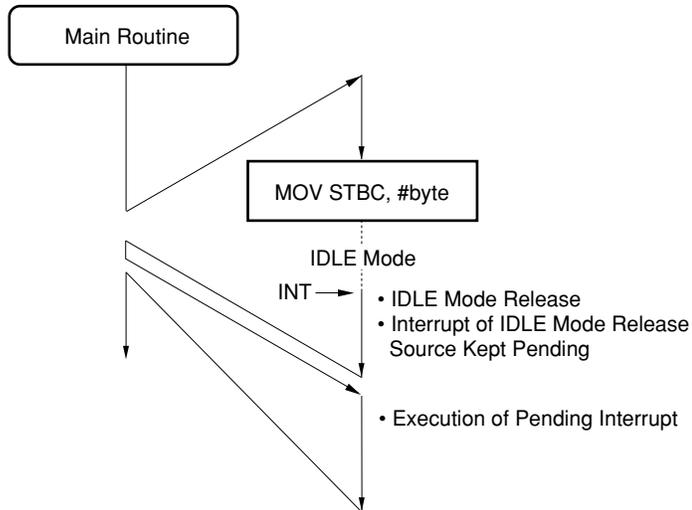 Main Routine
MOV STBC, #byte
IDLE Mode
INT
• IDLE Mode Release
• Interrupt of IDLE Mode Release
Source Kept Pending
• Execution of Pending Interrupt